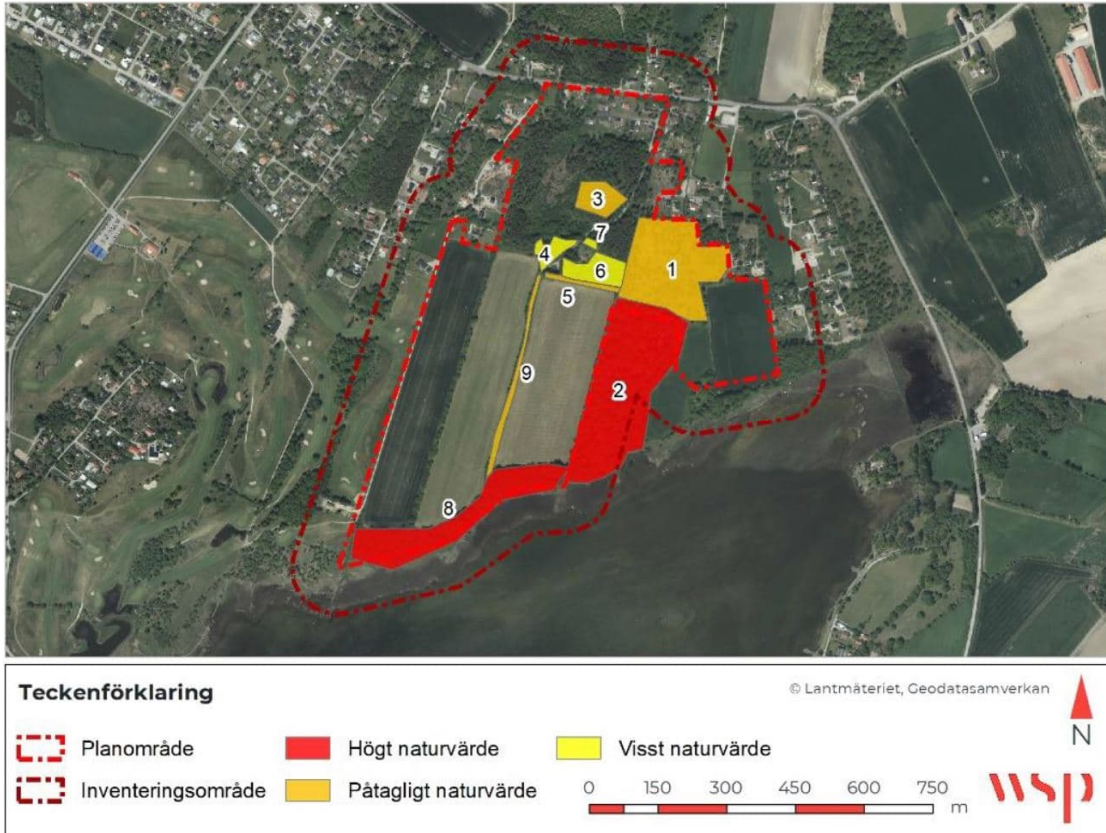 3
7
4
6
1
5
9
2
8
Teckenförklaring
© Lantmäteriet, Geodatasamverkan
Planområde
Högt naturvärde
Visst naturvärde
N
Inventeringsområde
Påtagligt naturvärde
0 150 300 450 600 750
m
wsp